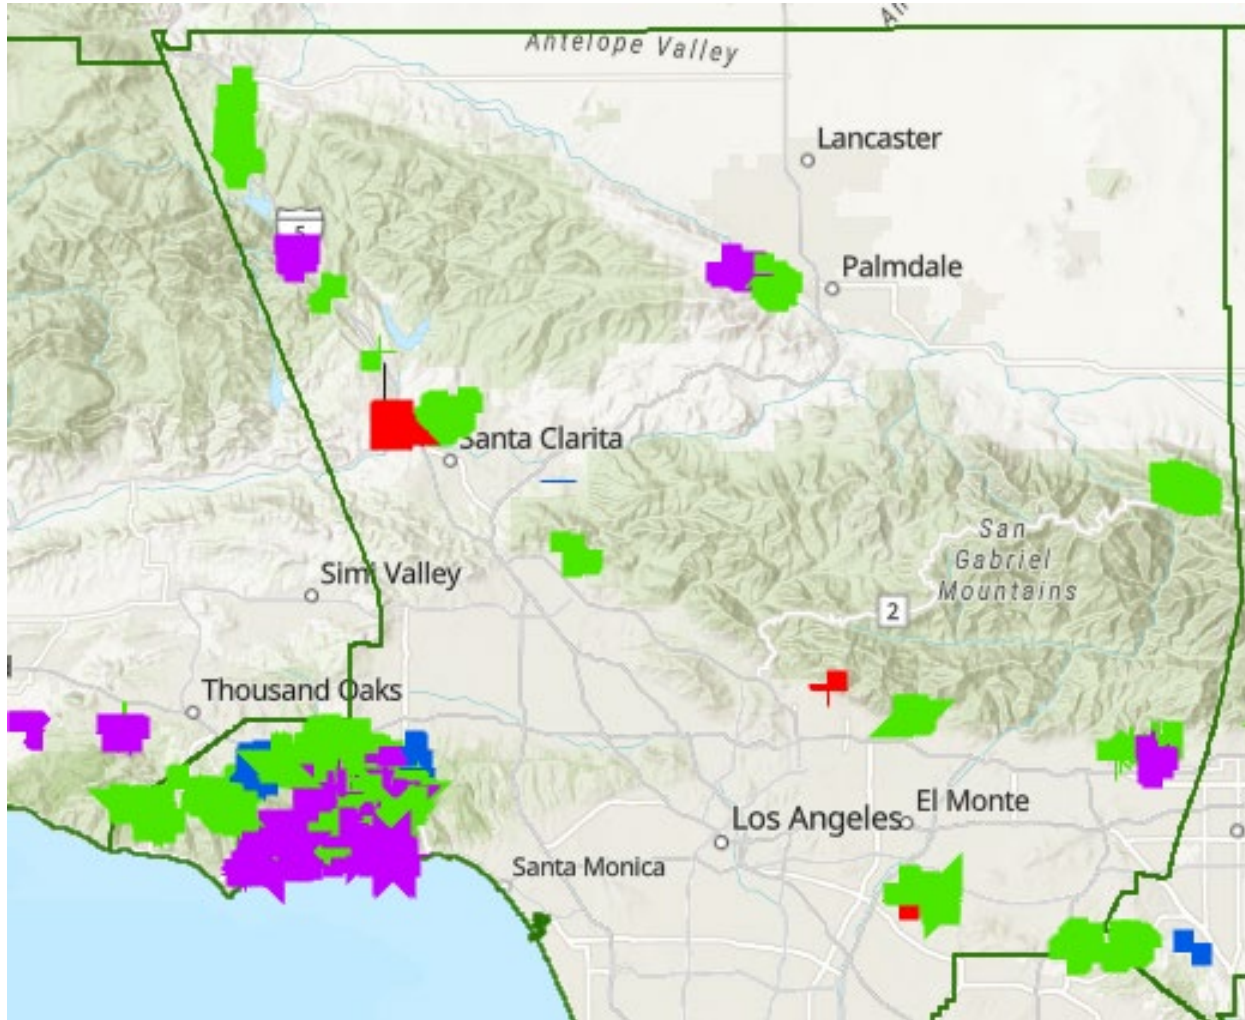 Antelope Valley
Lancaster
5
Palmdale
Santa Clarita
San
Gabriel
Mountains
Simi Valley
2
Thousand Oaks
El Monte
Los Angeles
Santa Monica